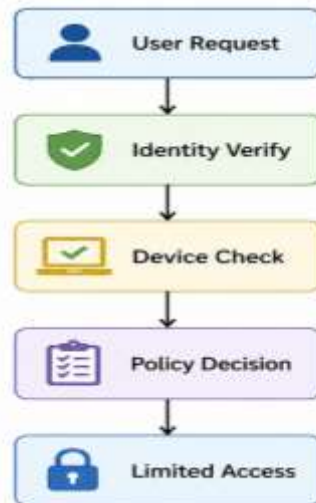 User Request
Identity Verify
Device Check
Policy Decision
Limited Access